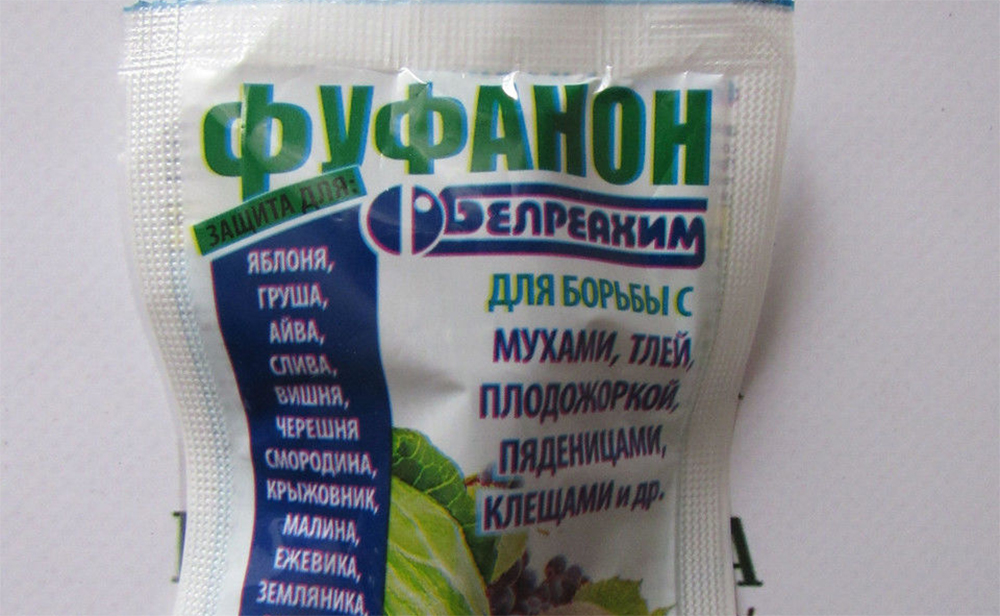 ФУФАНОН
ЗАЩИТА ДЛЯ:
БЕЛРЕАХИМ
ЯБЛОНЯ,
ГРУША,
АЙВА,
СЛИВА,
ВИШНЯ,
ЧЕРЕШНЯ
СМОРОДИНА,
КРЫЖОВНИК,
МАЛИНА,
ЕЖЕВИКА,
ЗЕМЛЯНИКА,
ДЛЯ БОРЬБЫ С
МУХАМИ, ТЛЕЙ,
ПЛОДОЖОРКОЙ,
ПЯДЕНИЦАМИ,
КЛЕЩАМИ и др.
А